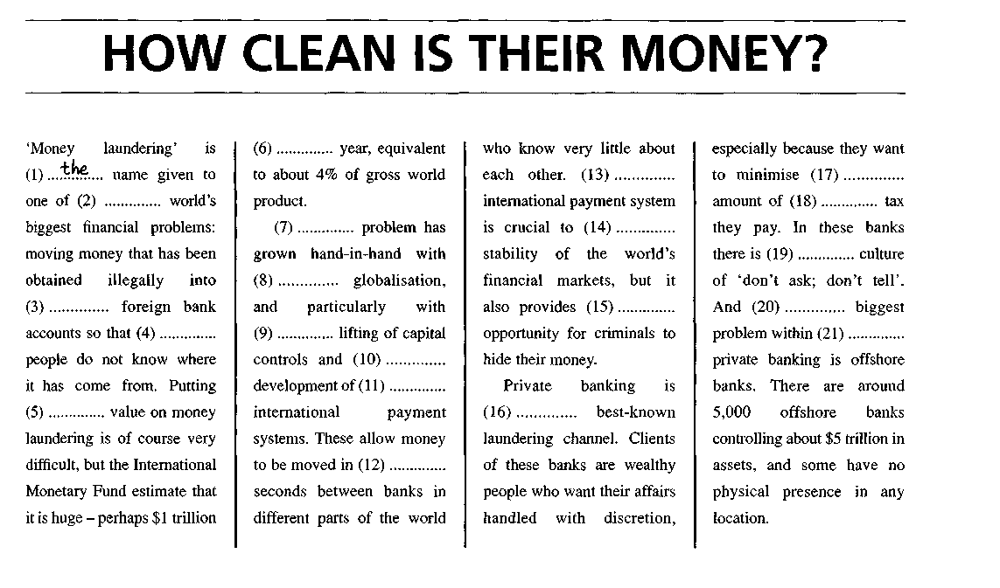 HOW CLEAN IS THEIR MONEY?
‘Money laundering’ is
(1) ....the.... name given to
one of (2) .............. world’s
biggest financial problems:
moving money that has been
obtained illegally into
(3) .............. foreign bank
accounts so that (4) ..............
people do not know where
it has come from. Putting
(5) .............. value on money
laundering is of course very
difficult, but the International
Monetary Fund estimate that
it is huge – perhaps $1 trillion
(6) .............. year, equivalent
to about 4% of gross world
product.
(7) .............. problem has
grown hand-in-hand with
(8) .............. globalisation,
and particularly with
(9) .............. lifting of capital
controls and (10) ..............
development of (11) ..............
international payment
systems. These allow money
to be moved in (12) ..............
seconds between banks in
different parts of the world
who know very little about
each other. (13) ..............
international payment system
is crucial to (14) ..............
stability of the world’s
financial markets, but it
also provides (15) ..............
opportunity for criminals to
hide their money.
Private banking is
(16) .............. best-known
laundering channel. Clients
of these banks are wealthy
people who want their affairs
handled with discretion,
especially because they want
to minimise (17) ..............
amount of (18) .............. tax
they pay. In these banks
there is (19) .............. culture
of ‘don’t ask; don’t tell’.
And (20) .............. biggest
problem within (21) ..............
private banking is offshore
banks. There are around
5,000 offshore banks
controlling about $5 trillion in
assets, and some have no
physical presence in any
location.